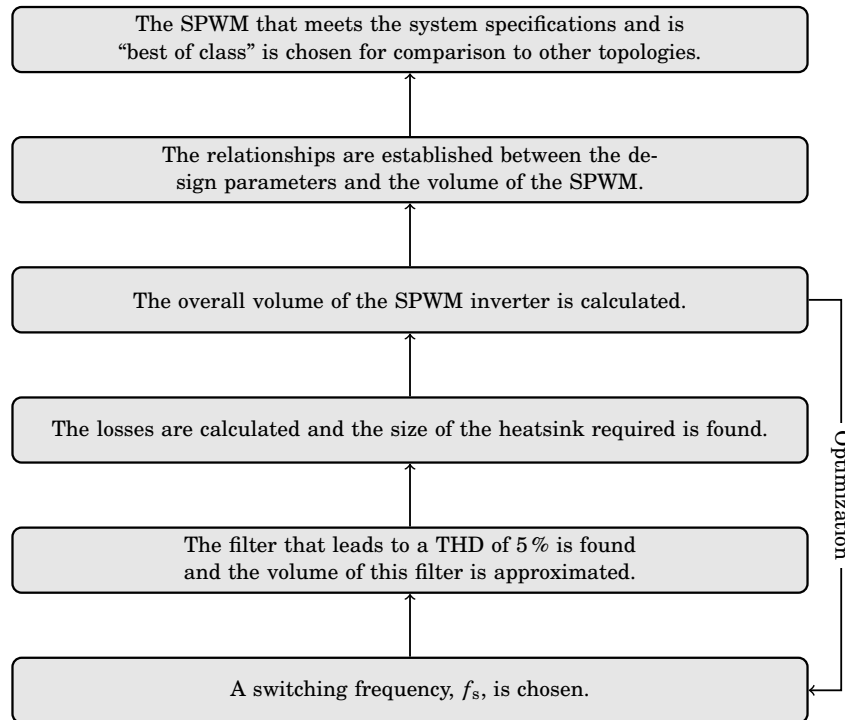 The SPWM that meets the system specifications and is
“best of class” is chosen for comparison to other topologies.
The relationships are established between the de-
sign parameters and the volume of the SPWM.
The overall volume of the SPWM inverter is calculated.
The losses are calculated and the size of the heatsink required is found.
Optimization
The filter that leads to a THD of 5 % is found
and the volume of this filter is approximated.
A switching frequency, fs, is chosen.